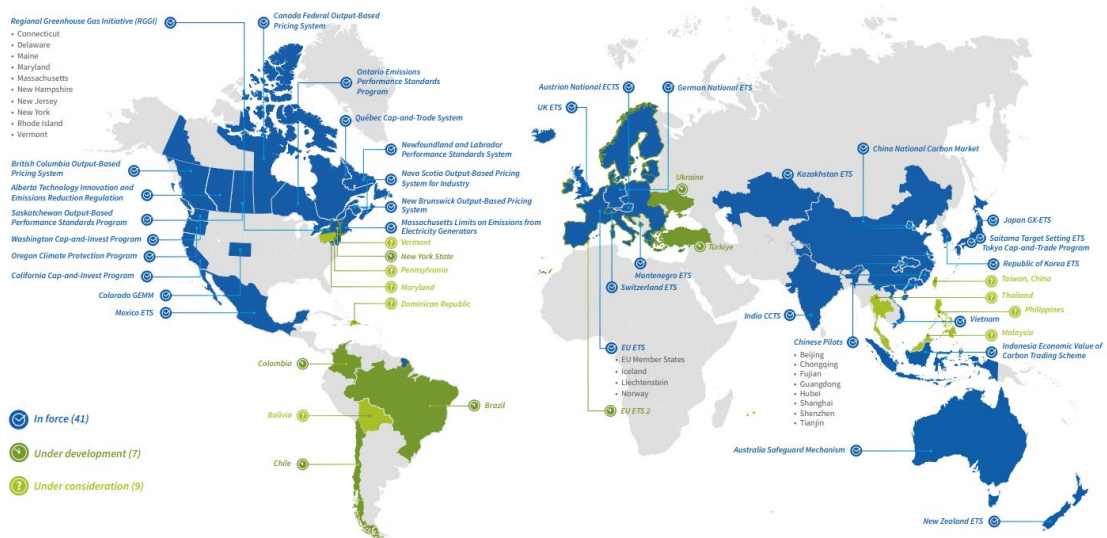 Regional Greenhouse Gas Initiative (RGGI)
• Connecticut
• Delaware
• Maine
• Maryland
• Massachusetts
• New Hampshire
• New Jersey
• New York
• Rhode Island
• Vermont
Canada Federal Output-Based
Pricing System
Ontario Emissions
Performance Standards
Program
Québec Cap-and-Trade System
Newfoundland and Labrador
Performance Standards System
Nova Scotia Output-Based Pricing
System for Industry
New Brunswick Output-Based Pricing
System
Massachusetts Limits on Emissions from
Electricity Generators
Vermont
New York State
Pennsylvania
Maryland
Dominican Republic
British Columbia Output-Based
Pricing System
Alberta Technology Innovation and
Emissions Reduction Regulation
Saskatchewan Output-Based
Performance Standards Program
Washington Cap-and-Invest Program
Oregon Climate Protection Program
California Cap-and-Invest Program
Colorado GEMM
Mexico ETS
Colombia
Bolivia
Brazil
Chile
In force (41)
Under development (7)
Under consideration (9)
Austrian National ECTS
German National ETS
UK ETS
Ukraine
Türkiye
Montenegro ETS
Switzerland ETS
EU ETS
• EU Member States
• Iceland
• Liechtenstein
• Norway
EU ETS 2
China National Carbon Market
Kazakhstan ETS
Japan GX-ETS
Saitama Target Setting ETS
Tokyo Cap-and-Trade Program
Republic of Korea ETS
Taiwan, China
Thailand
Philippines
Vietnam
Malaysia
Indonesia Economic Value of
Carbon Trading Scheme
India CCTS
Chinese Pilots
• Beijing
• Chongqing
• Fujian
• Guangdong
• Hubei
• Shanghai
• Shenzhen
• Tianjin
Australia Safeguard Mechanism
New Zealand ETS